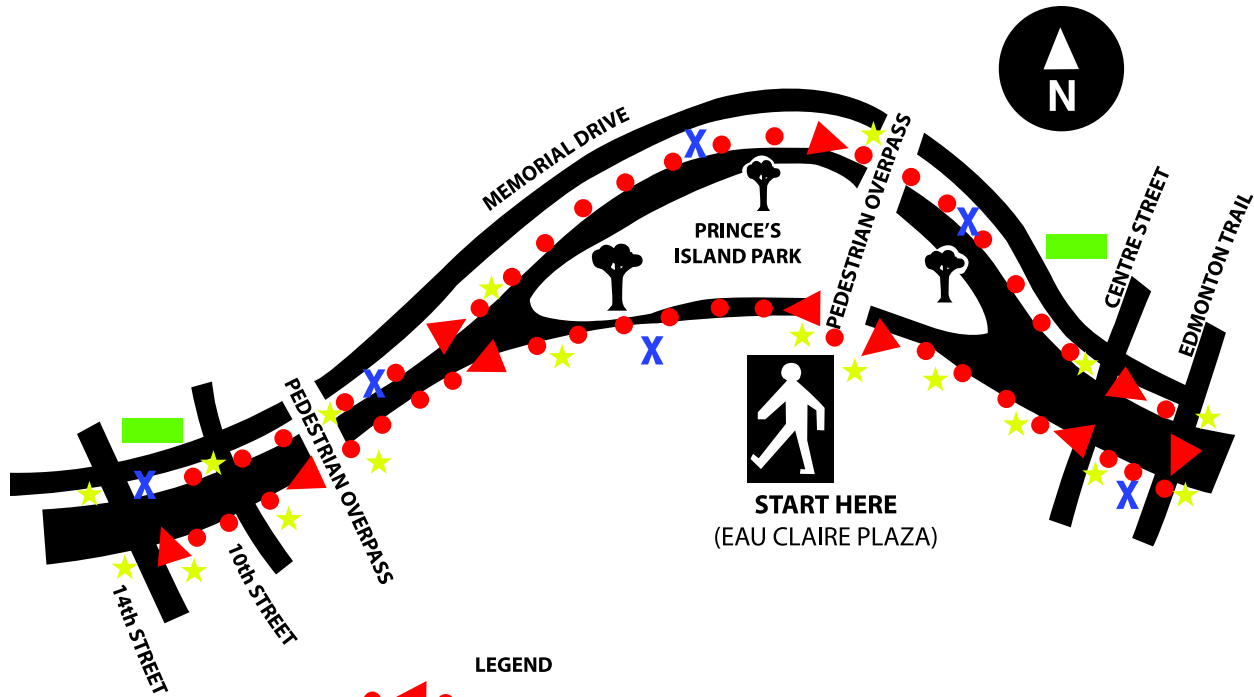 N
MEMORIAL DRIVE
PEDESTRIAN OVERPASS
CENTRE STREET
EDMONTON TRAIL
PRINCE'S
ISLAND PARK
PEDESTRIAN OVERPASS
START HERE
(EAU CLAIRE PLAZA)
10th STREET
14th STREET
LEGEND